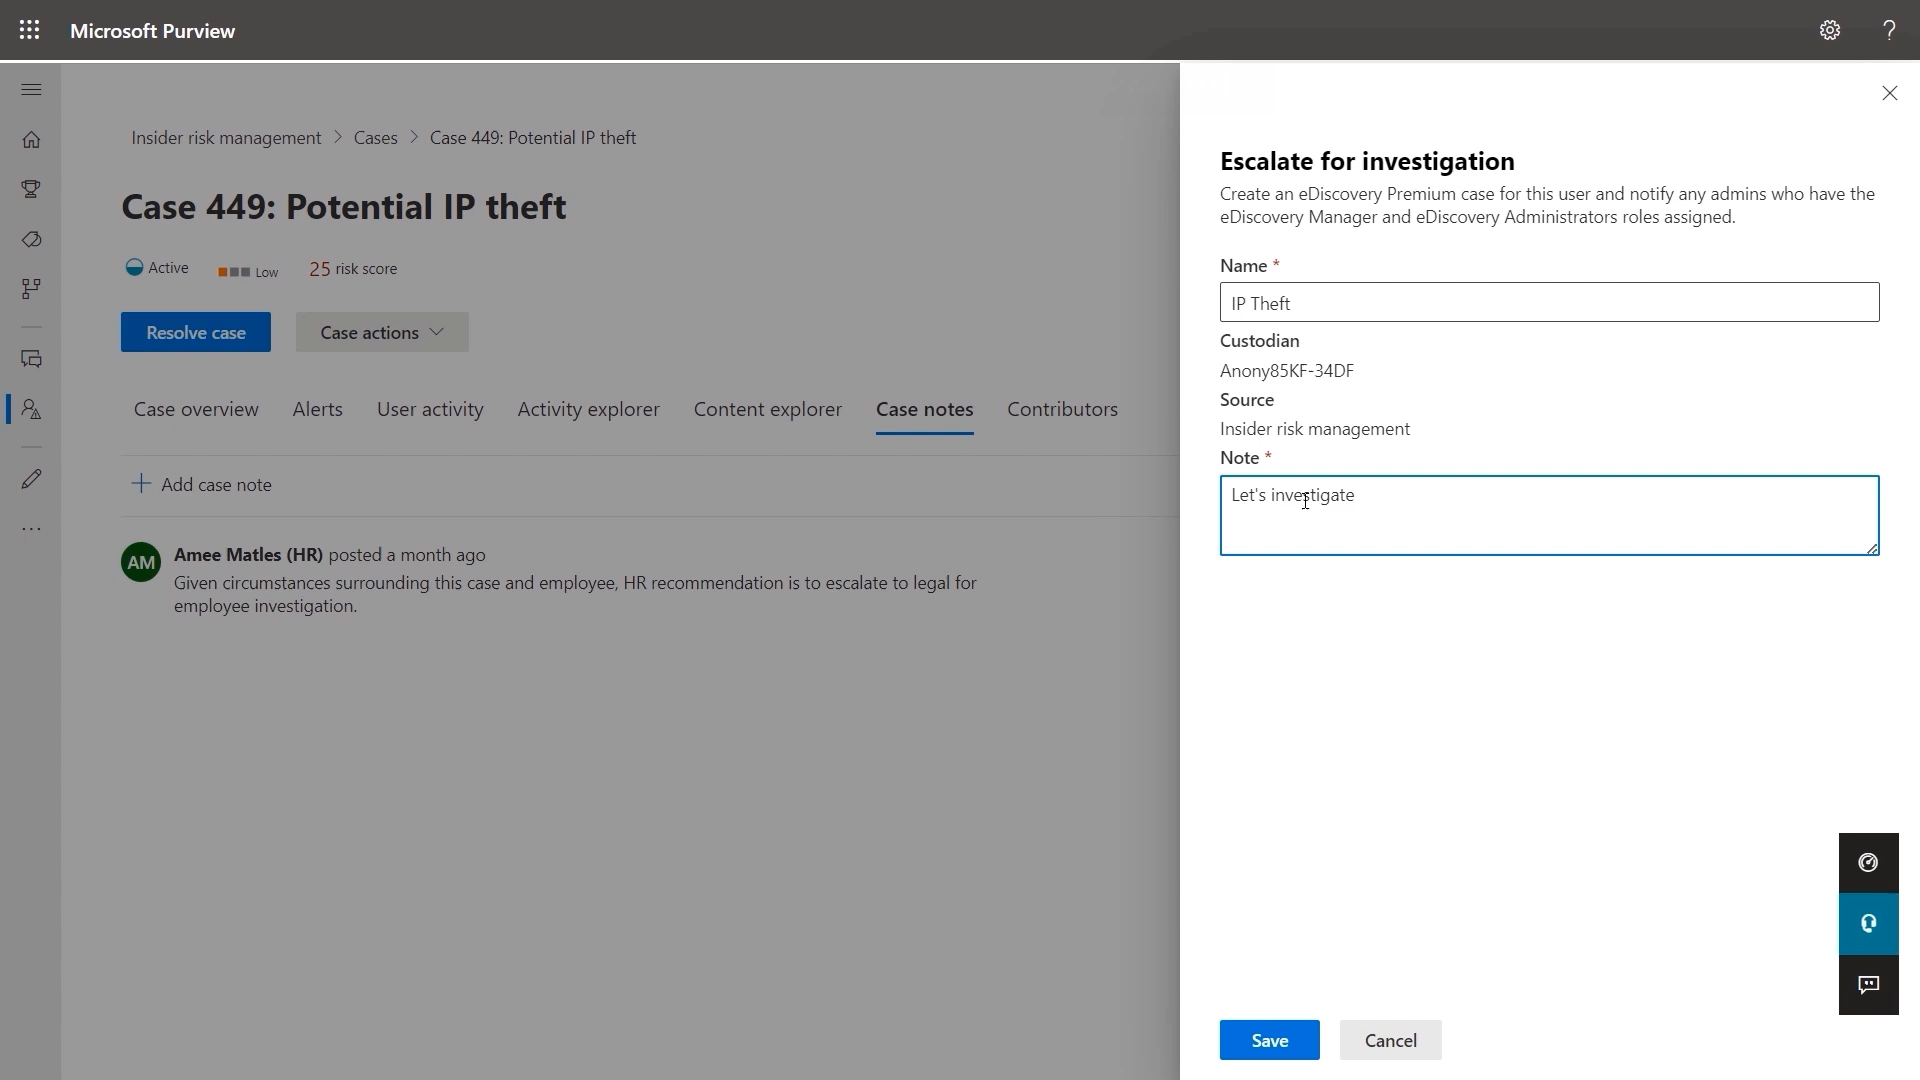 Microsoft Purview
?
Insider risk management > Cases > Case 449: Potential IP theft
Case 449: Potential IP theft
Active Low 25 risk score
Resolve case Case actions
Case overview Alerts User activity Activity explorer Content explorer Case notes Contributors
+ Add case note
AM Amee Matles (HR) posted a month ago
Given circumstances surrounding this case and employee, HR recommendation is to escalate to legal for
employee investigation.
Escalate for investigation
Create an eDiscovery Premium case for this user and notify any admins who have the
eDiscovery Manager and eDiscovery Administrators roles assigned.
Name *
IP Theft
Custodian
Anony85KF-34DF
Source
Insider risk management
Note *
Let's investigate
Save Cancel